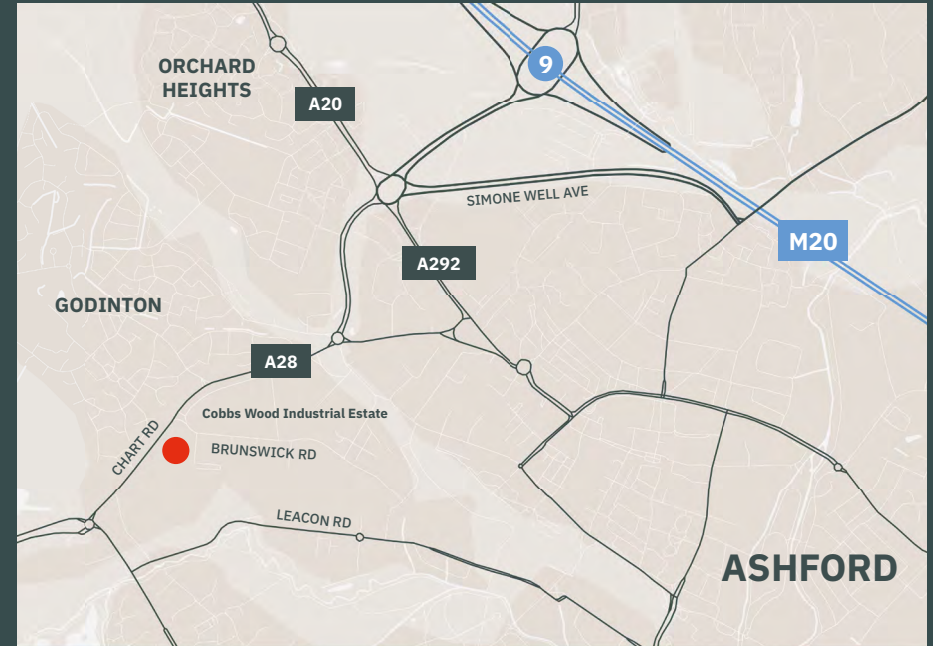 9
ORCHARD
HEIGHTS
A20
SIMONE WELL AVE
M20
A292
GODINTON
A28
Cobbs Wood Industrial Estate
CHART RD
BRUNSWICK RD
LEACON RD
ASHFORD